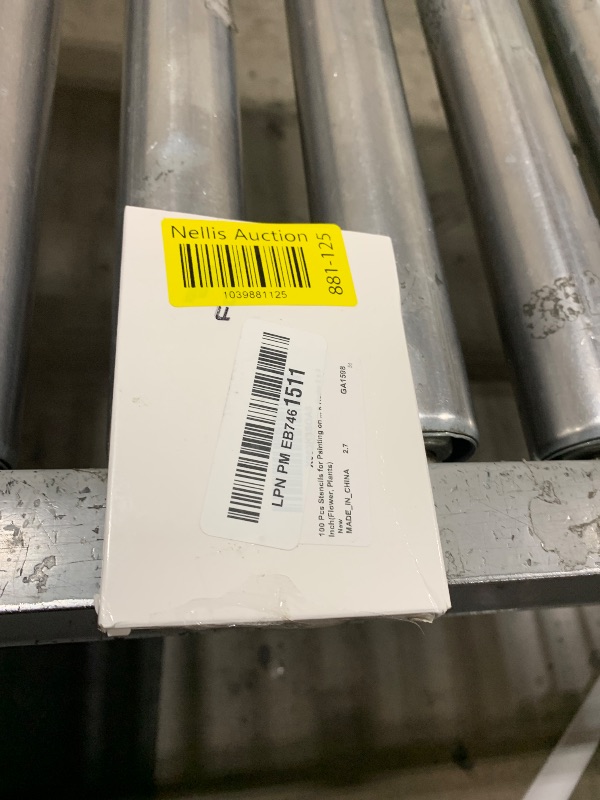 Nellis Auction
1039881125
881-125
LPN PM EB7461511
100 Pcs Stencils for Painting on
Inch(Flower, Plants)
New
MADE_IN_CHINA 2.7
GA1598